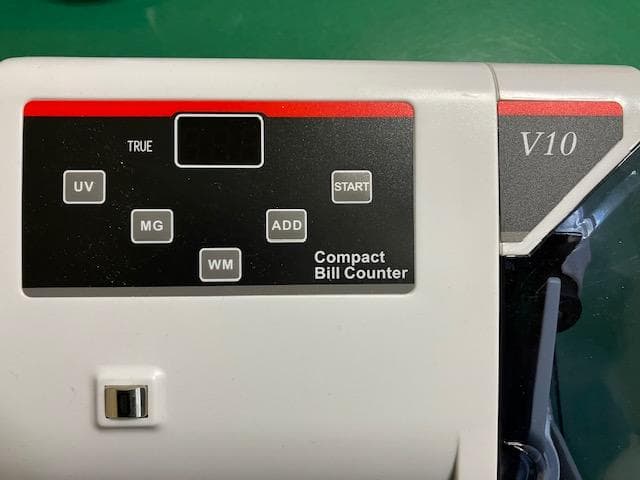 TRUE
V10
UV
START
MG
ADD
WM
Compact
Bill Counter